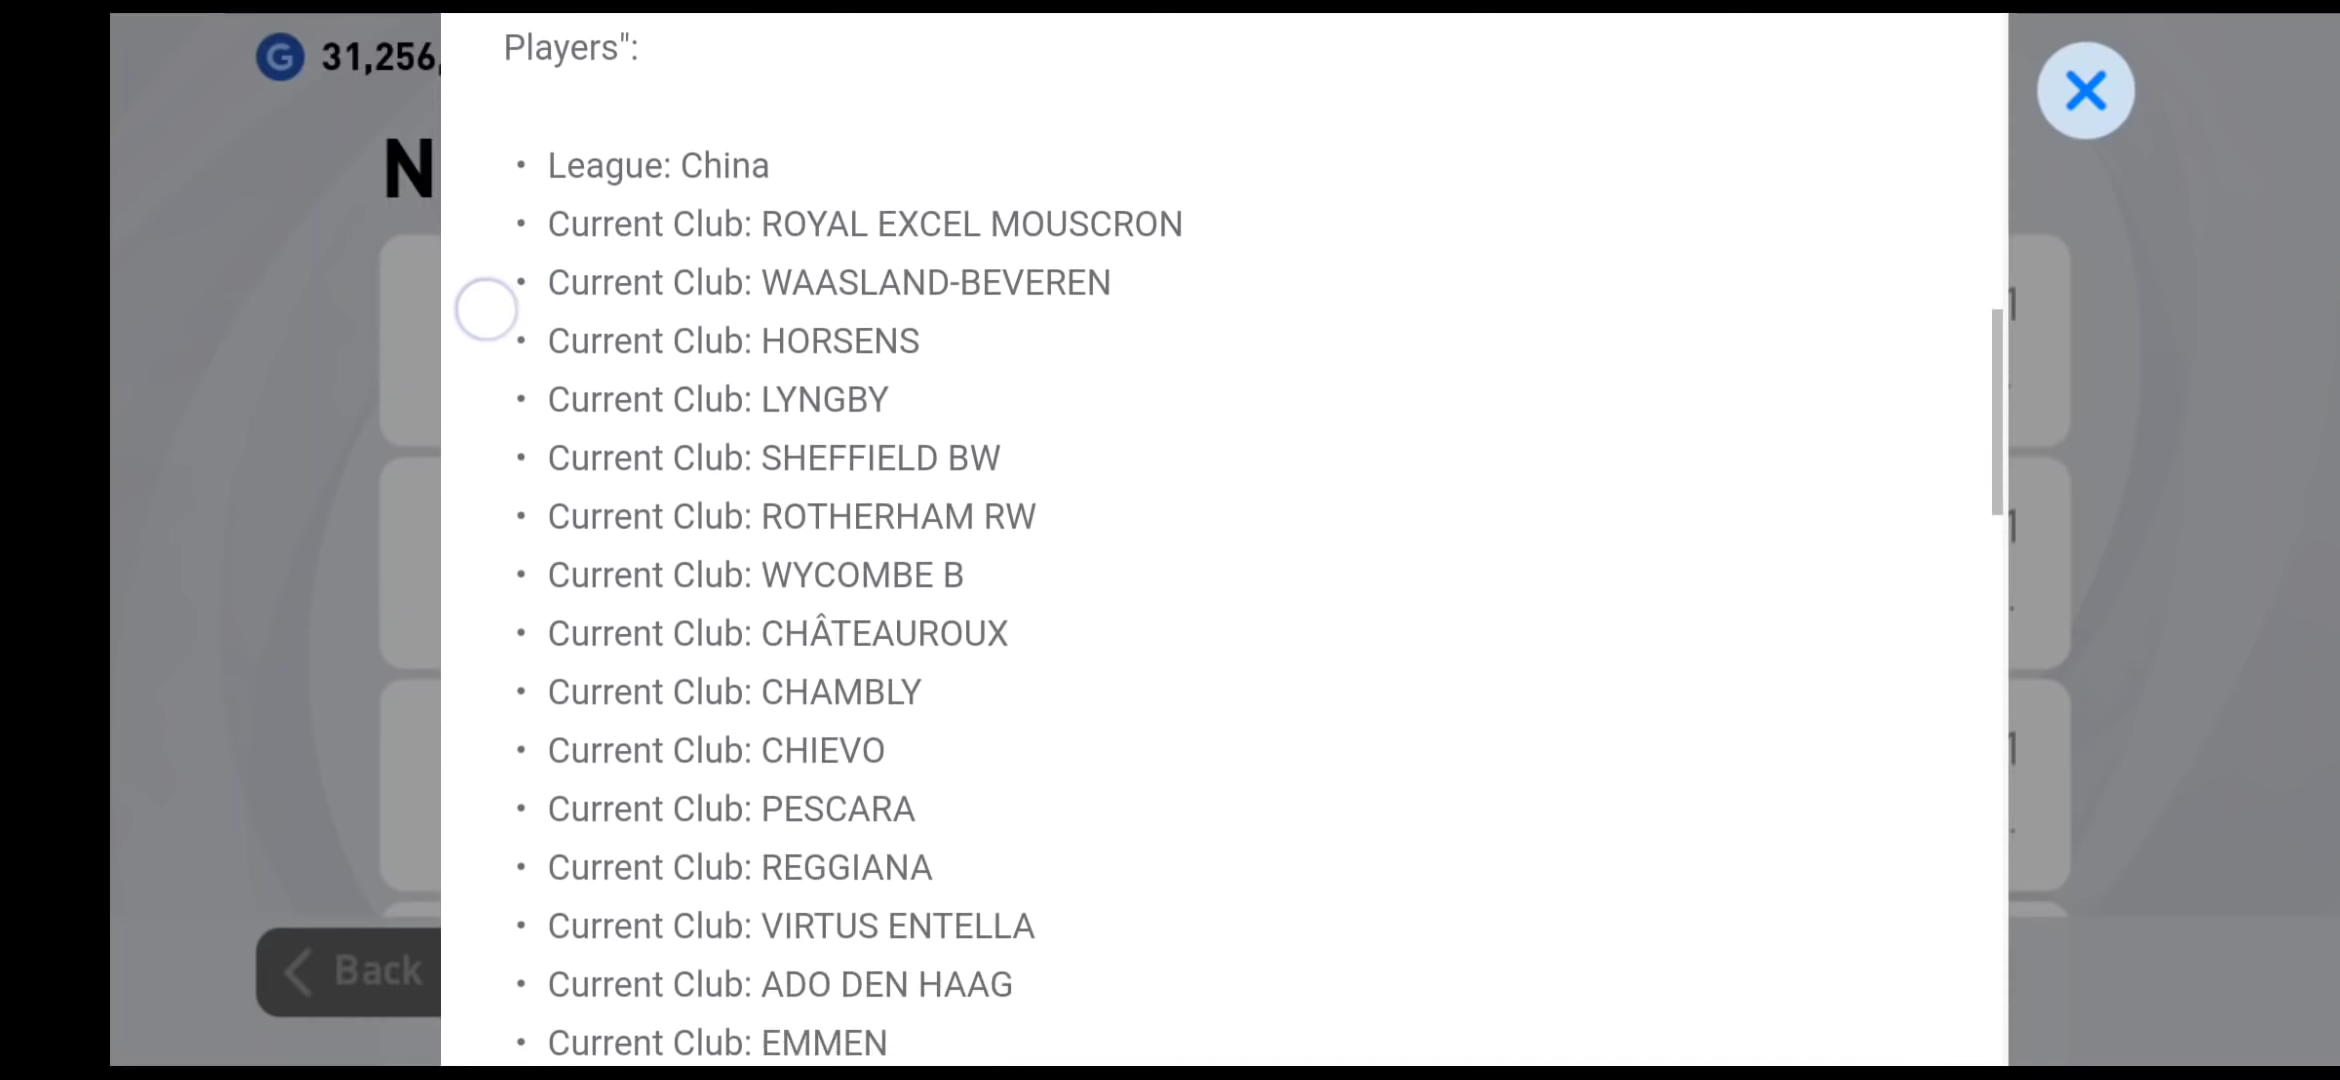 31,256,
Players":
N
• League: China
• Current Club: ROYAL EXCEL MOUSCRON
• Current Club: WAASLAND-BEVEREN
• Current Club: HORSENS
• Current Club: LYNGBY
• Current Club: SHEFFIELD BW
• Current Club: ROTHERHAM RW
• Current Club: WYCOMBE B
• Current Club: CHÂTEAUROUX
• Current Club: CHAMBLY
• Current Club: CHIEVO
• Current Club: PESCARA
• Current Club: REGGIANA
• Current Club: VIRTUS ENTELLA
• Current Club: ADO DEN HAAG
• Current Club: EMMEN
Back